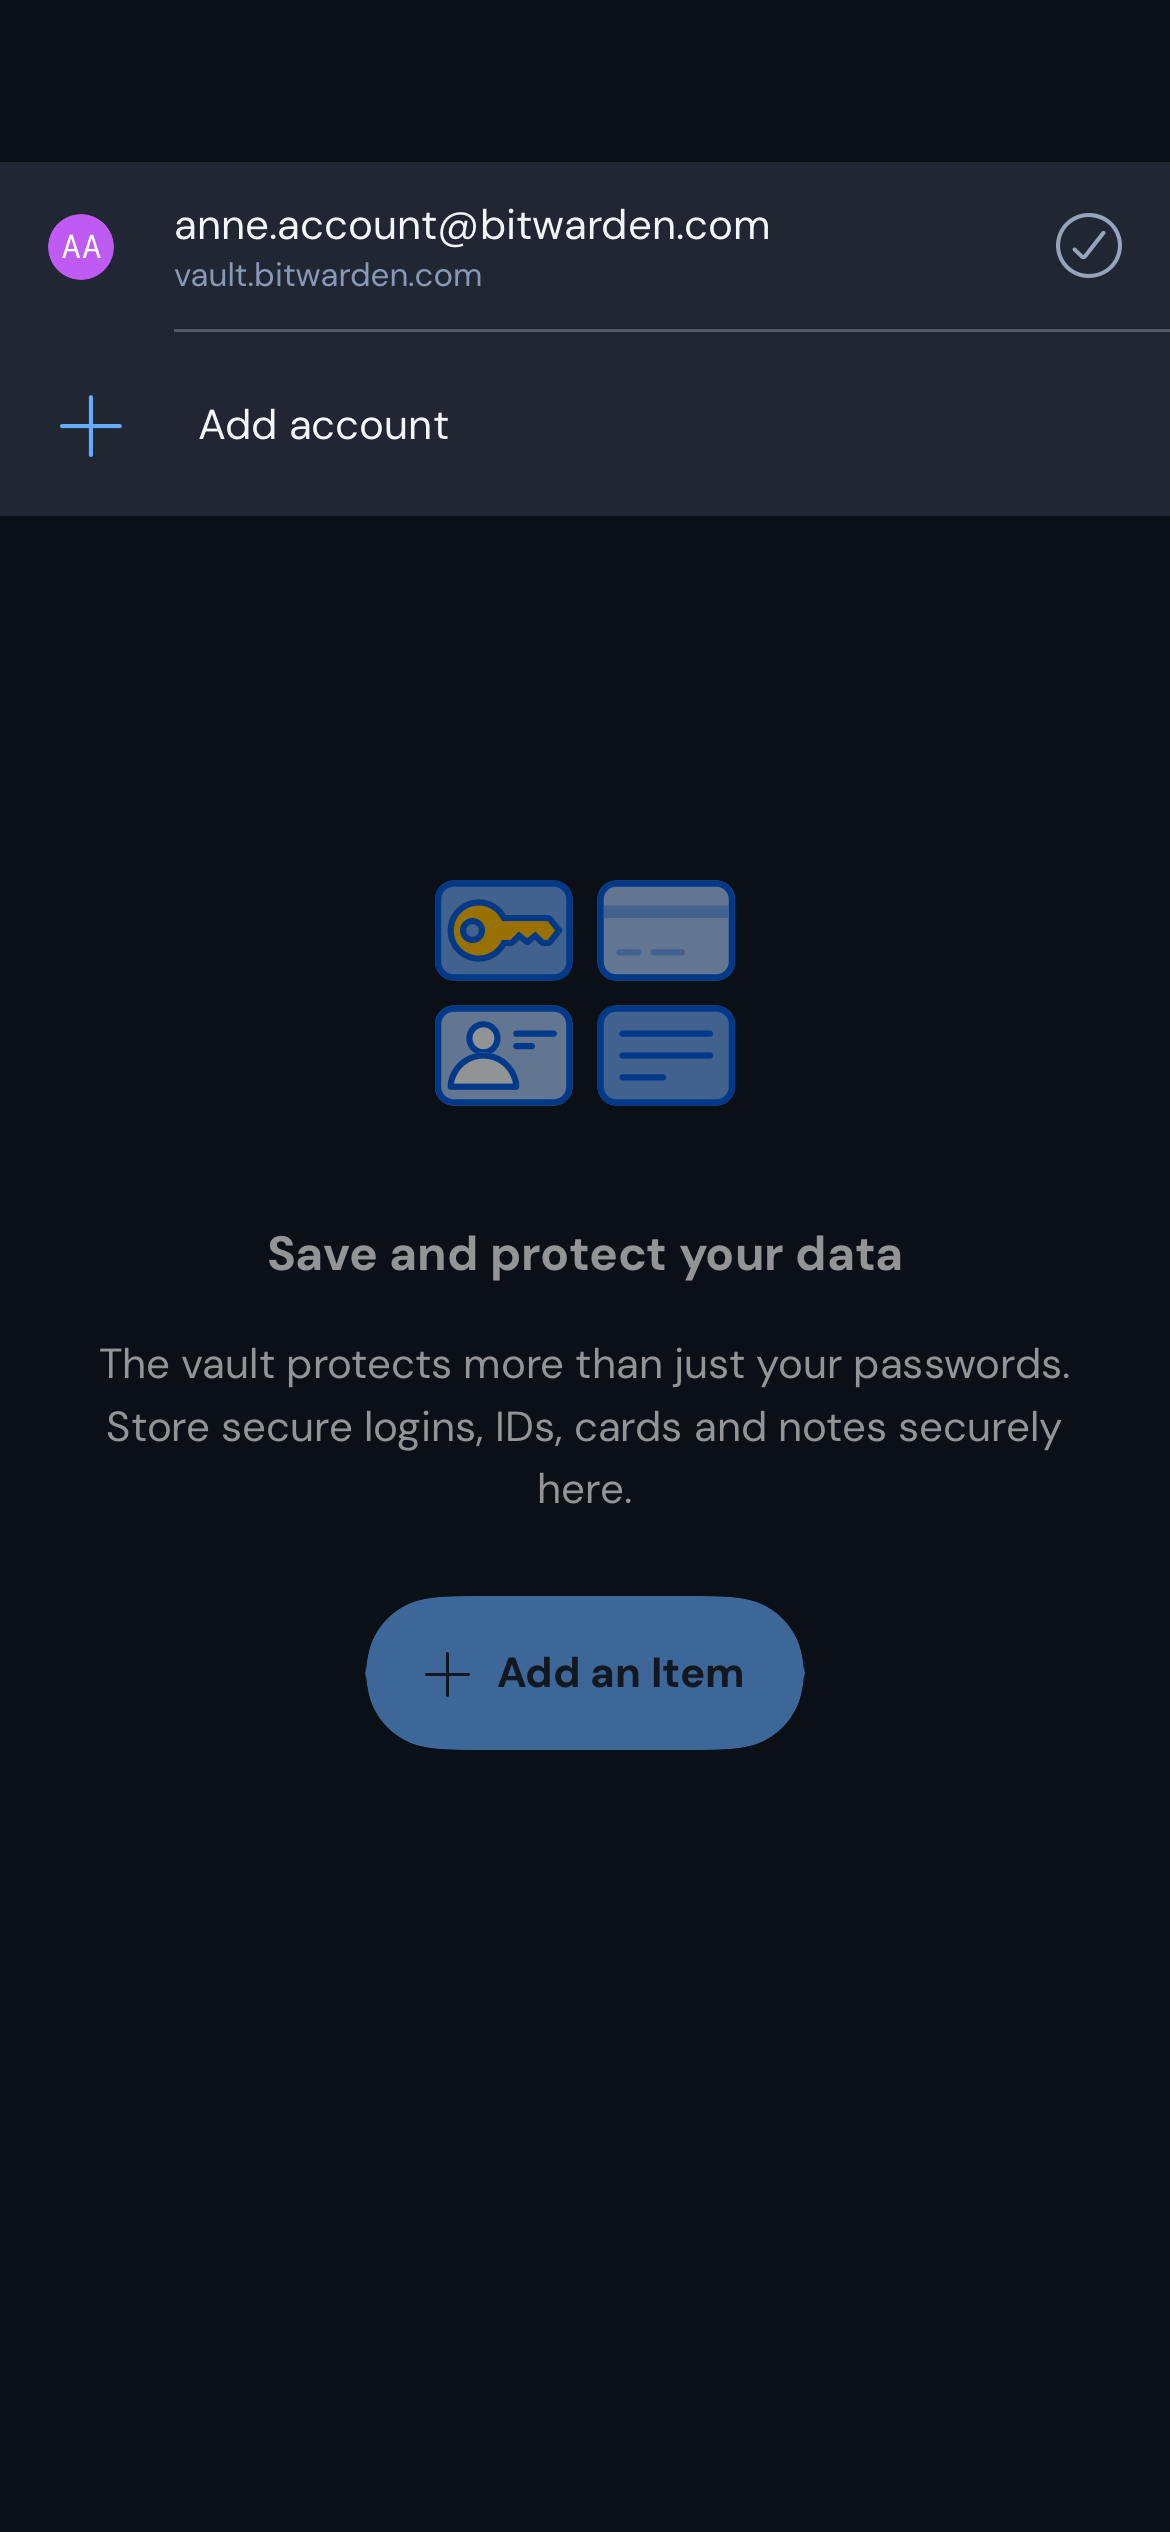 AA
anne.account@bitwarden.com
vault.bitwarden.com
Add account
Save and protect your data
The vault protects more than just your passwords.
Store secure logins, IDs, cards and notes securely
here.
Add an Item